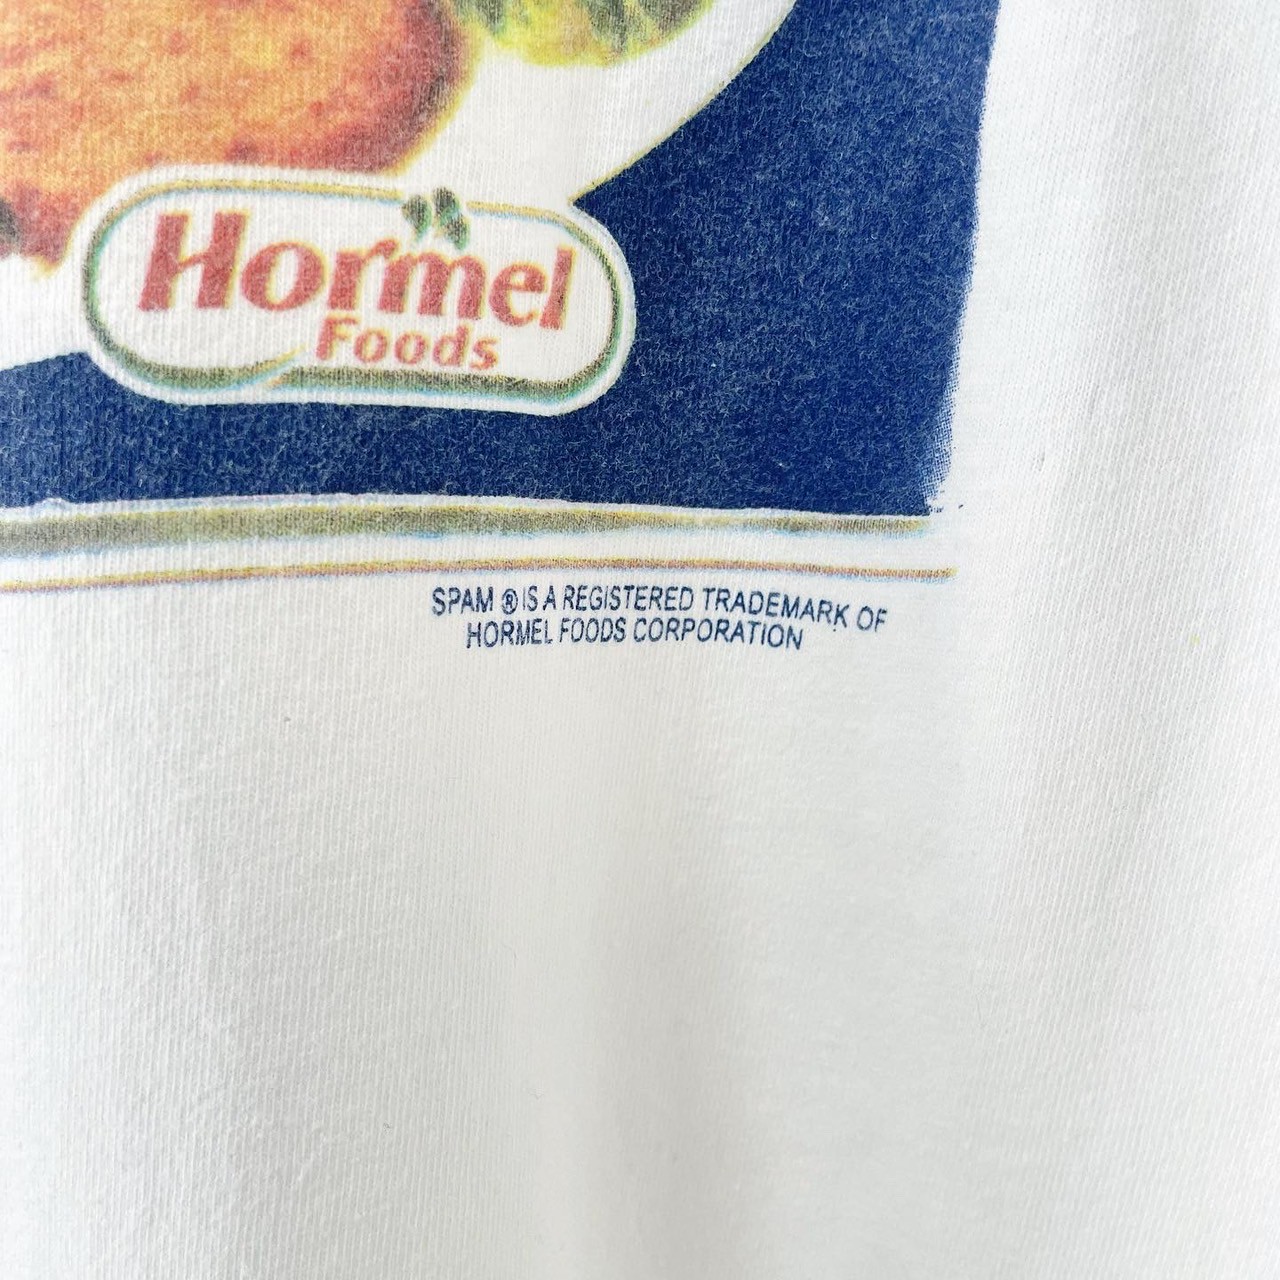 Hormel
Foods
SPAM ® IS A REGISTERED TRADEMARK OF
HORMEL FOODS CORPORATION